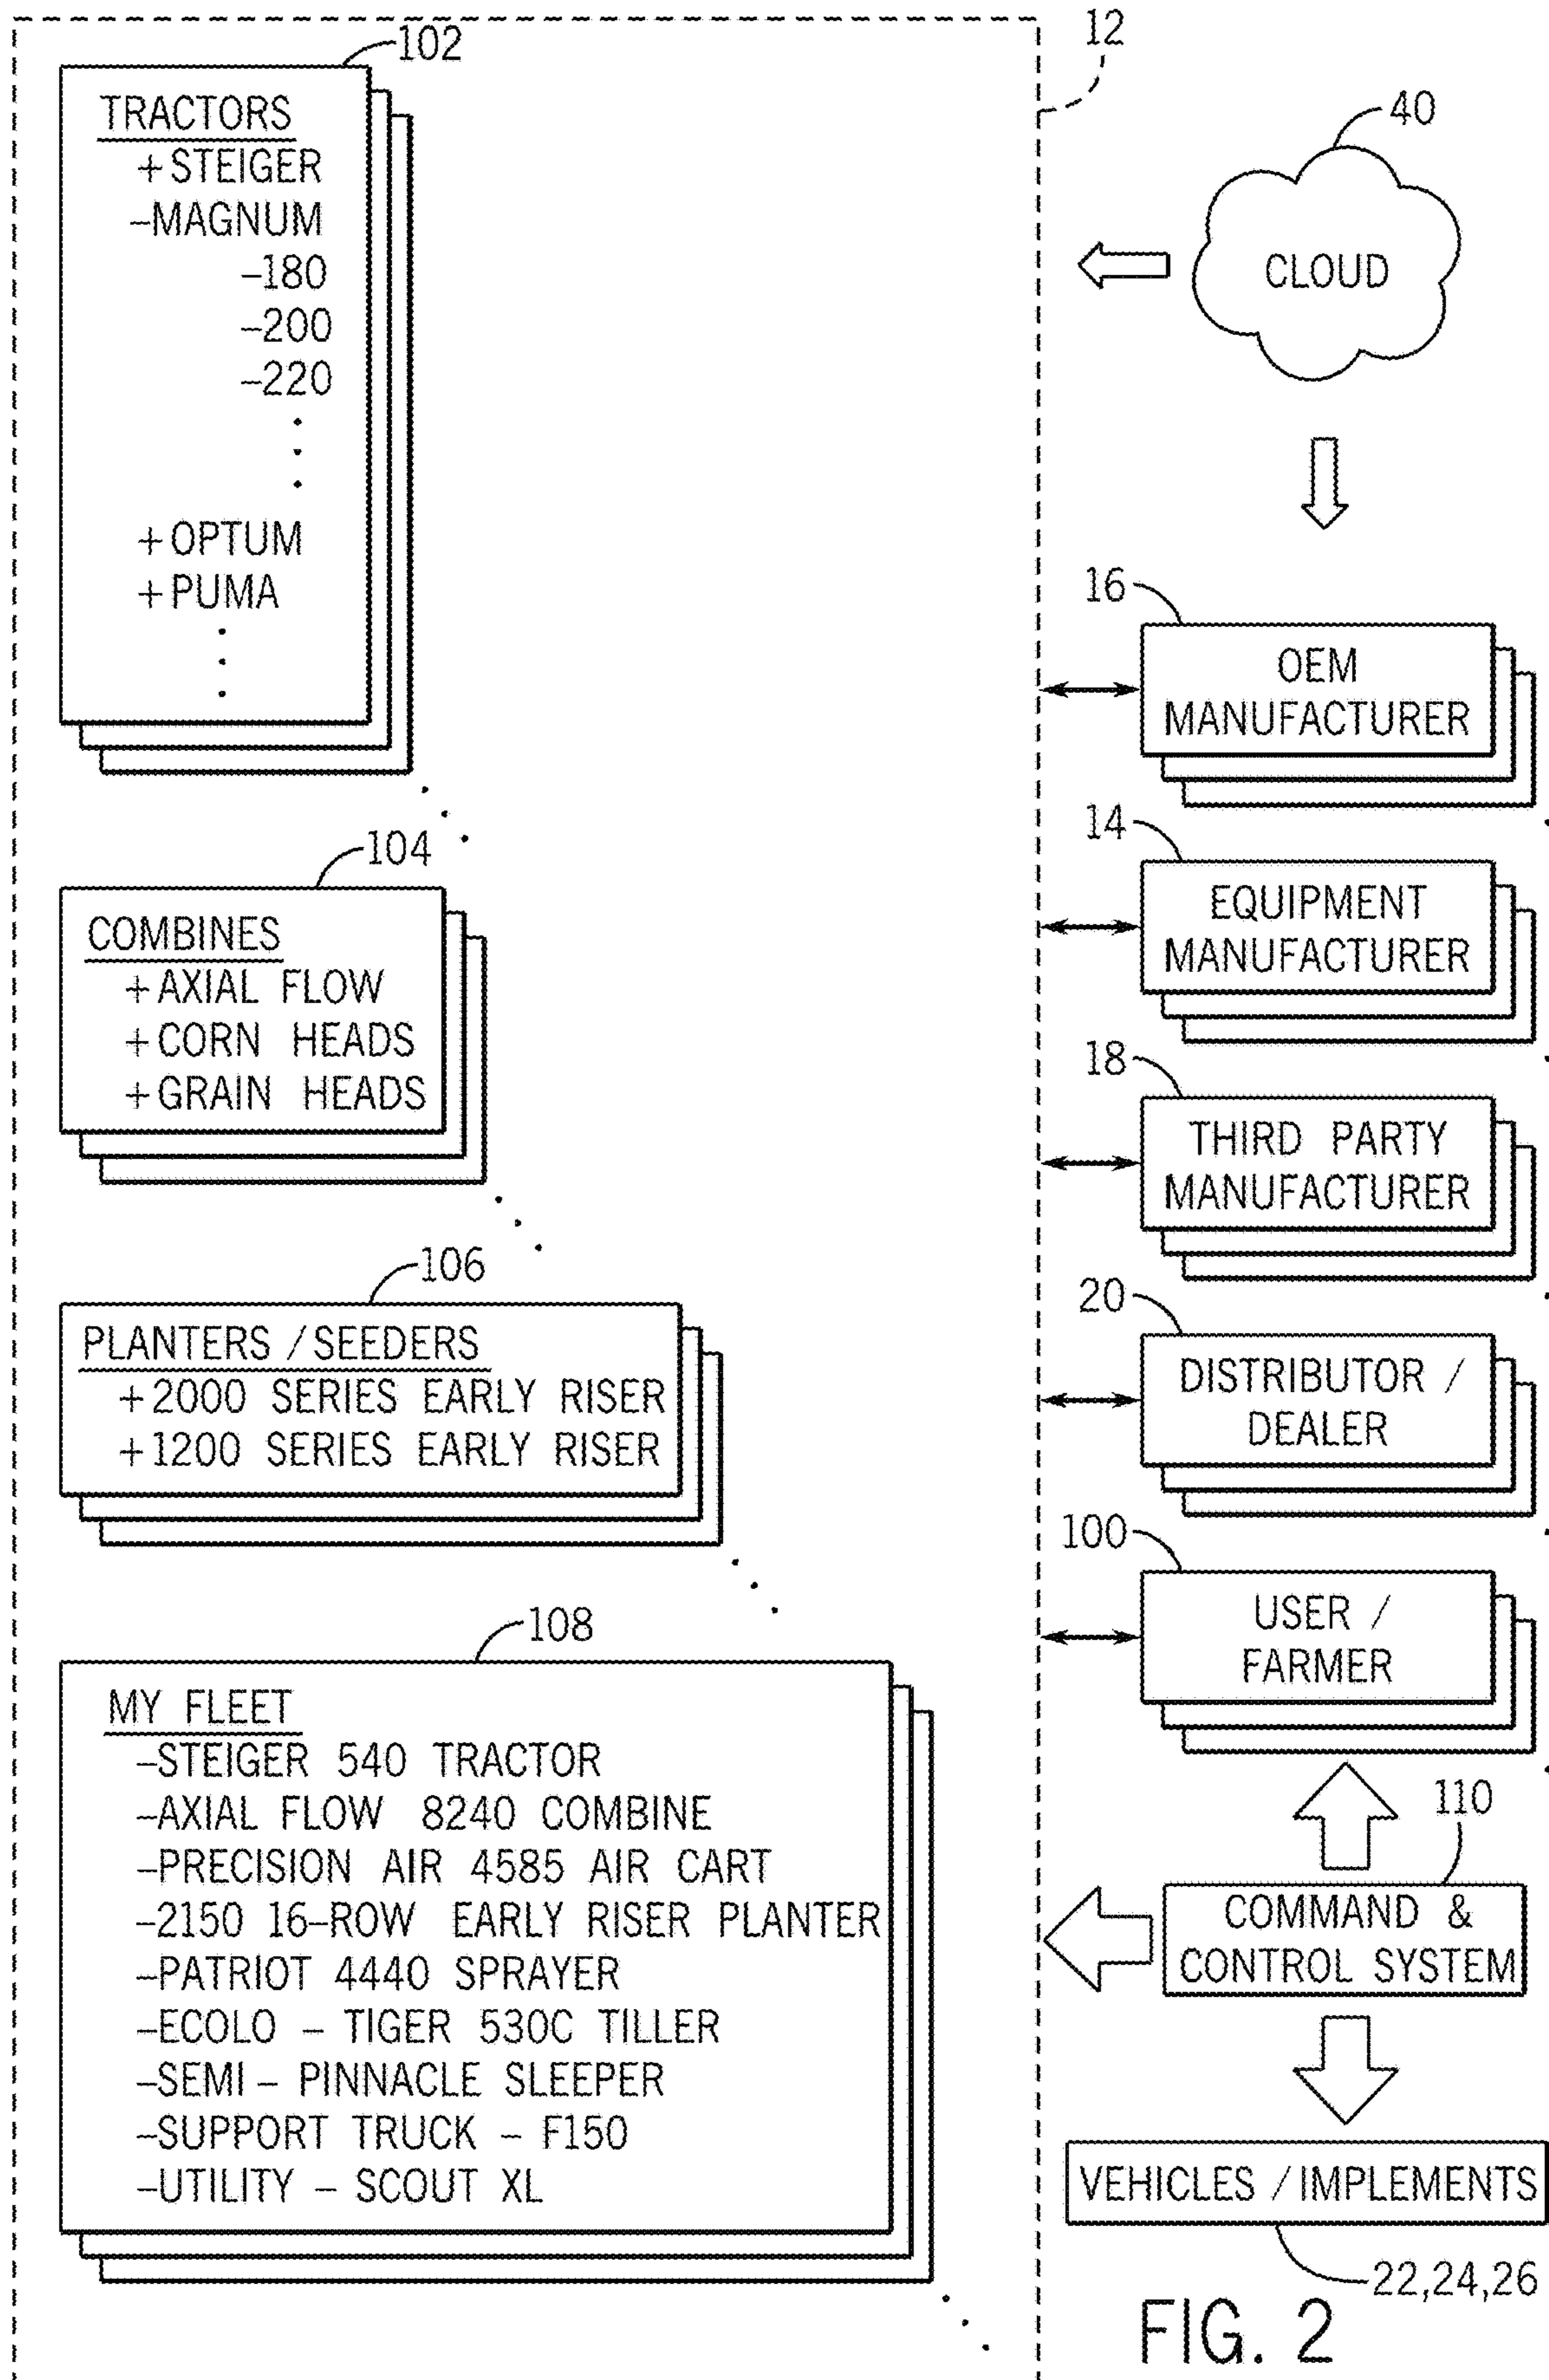 102
TRACTORS
+STEIGER
–MAGNUM
–180
–200
–220
+OPTUM
+PUMA
104
COMBINES
+AXIAL FLOW
+CORN HEADS
+GRAIN HEADS
106
PLANTERS / SEEDERS
+2000 SERIES EARLY RISER
+1200 SERIES EARLY RISER
108
MY FLEET
–STEIGER 540 TRACTOR
–AXIAL FLOW 8240 COMBINE
–PRECISION AIR 4585 AIR CART
–2150 16–ROW EARLY RISER PLANTER
–PATRIOT 4440 SPRAYER
–ECOLO – TIGER 530C TILLER
–SEMI – PINNACLE SLEEPER
–SUPPORT TRUCK – F150
–UTILITY – SCOUT XL
12
40
CLOUD
16
OEM
MANUFACTURER
14
EQUIPMENT
MANUFACTURER
18
THIRD PARTY
MANUFACTURER
20
DISTRIBUTOR /
DEALER
100
USER /
FARMER
110
COMMAND &
CONTROL SYSTEM
VEHICLES / IMPLEMENTS
22,24,26
FIG. 2